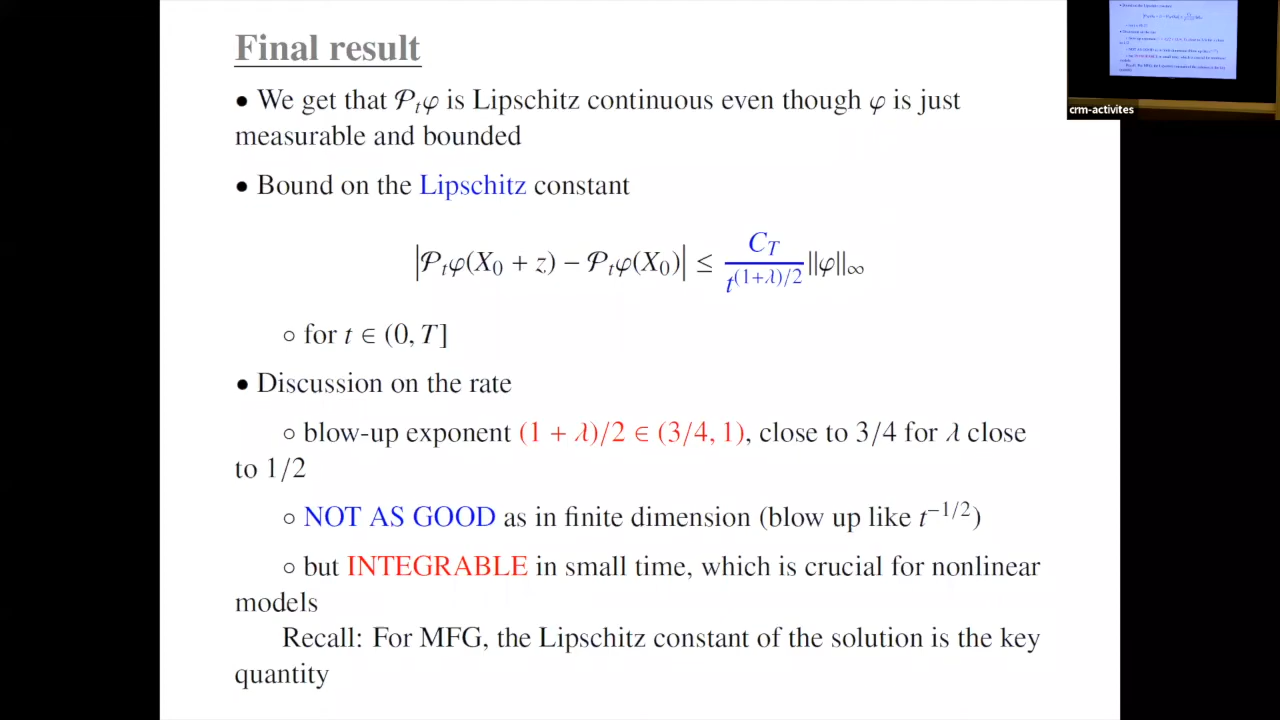 Final result
• We get that 𝒫ₜφ is Lipschitz continuous even though φ is just
measurable and bounded
• Bound on the Lipschitz constant
|𝒫ₜφ(X₀ + z) − 𝒫ₜφ(X₀)| ≤ C_T / t^{(1+λ)/2} ||φ||_∞
○ for t ∈ (0, T]
• Discussion on the rate
○ blow-up exponent (1 + λ)/2 ∈ (3/4, 1), close to 3/4 for λ close
to 1/2
○ NOT AS GOOD as in finite dimension (blow up like t^{−1/2})
○ but INTEGRABLE in small time, which is crucial for nonlinear
models
Recall: For MFG, the Lipschitz constant of the solution is the key
quantity
crm-activites